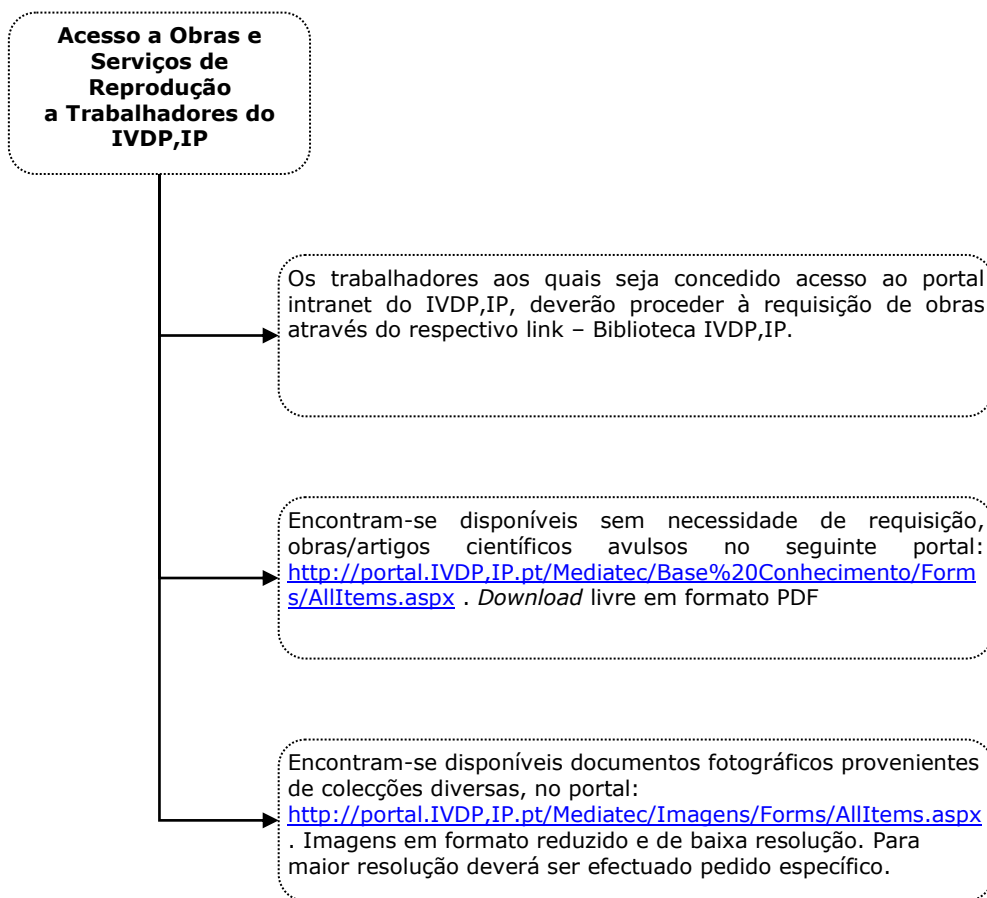 Acesso a Obras e
Serviços de
Reprodução
a Trabalhadores do
IVDP,IP
Os trabalhadores aos quais seja concedido acesso ao portal
intranet do IVDP,IP, deverão proceder à requisição de obras
através do respectivo link – Biblioteca IVDP,IP.
Encontram-se disponíveis sem necessidade de requisição,
obras/artigos científicos avulsos no seguinte portal:
http://portal.IVDP,IP.pt/Mediatec/Base%20Conhecimento/Form
s/AllItems.aspx . Download livre em formato PDF
Encontram-se disponíveis documentos fotográficos provenientes
de colecções diversas, no portal:
http://portal.IVDP,IP.pt/Mediatec/Imagens/Forms/AllItems.aspx
. Imagens em formato reduzido e de baixa resolução. Para
maior resolução deverá ser efectuado pedido específico.